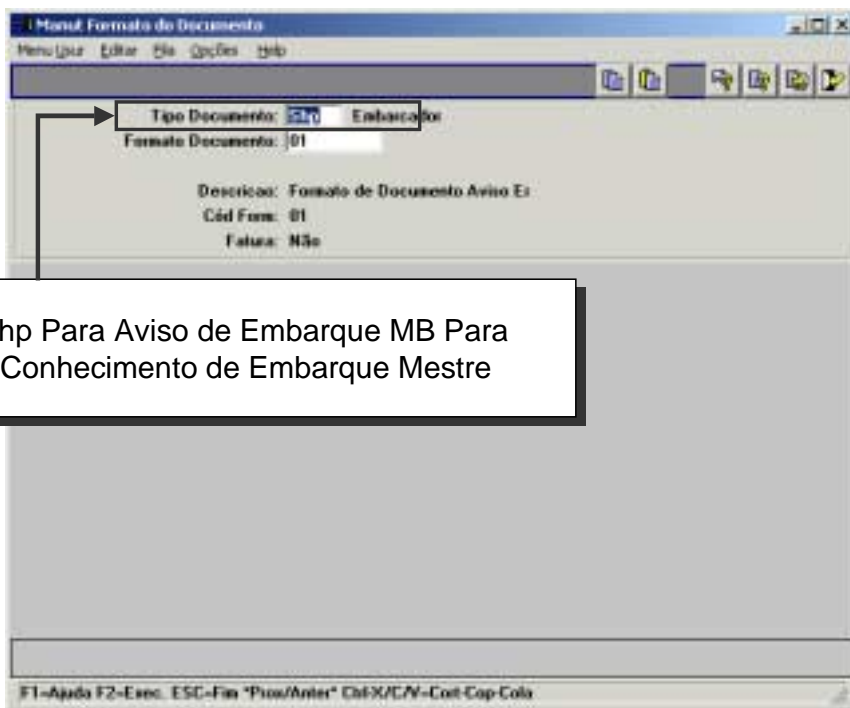 Manut Formato do Documento
Menu Usur Editar Fila Opções Help
Tipo Documento: Shp Embarcador
Formato Documento: 01
Descricao: Formato de Documento Aviso E
Cód Form: 01
Fatura: Não
hp Para Aviso de Embarque MB Para
Conhecimento de Embarque Mestre
F1=Ajuda F2=Exec. ESC=Fim *Prox/Anter* Ctrl-X/C/V=Cort-Cop-Cola